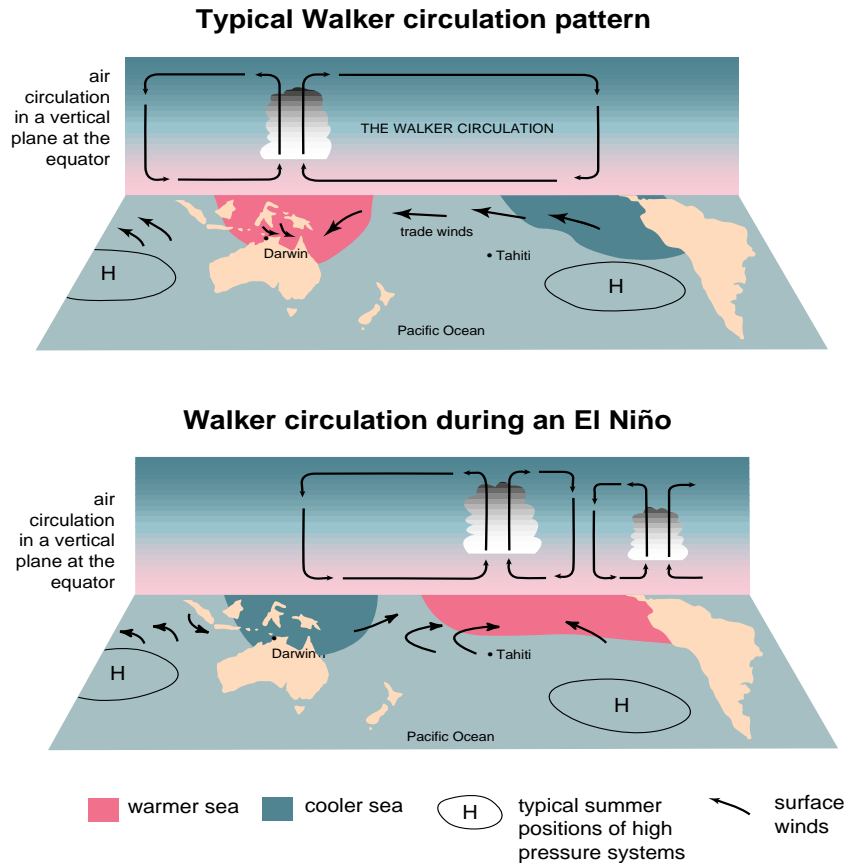 Typical Walker circulation pattern
air
circulation
in a vertical
plane at the
equator
THE WALKER CIRCULATION
trade winds
Darwin
Tahiti
H
H
Pacific Ocean
Walker circulation during an El Niño
air
circulation
in a vertical
plane at the
equator
Darwin
Tahiti
H
H
Pacific Ocean
warmer sea
cooler sea
H
typical summer
positions of high
pressure systems
surface
winds